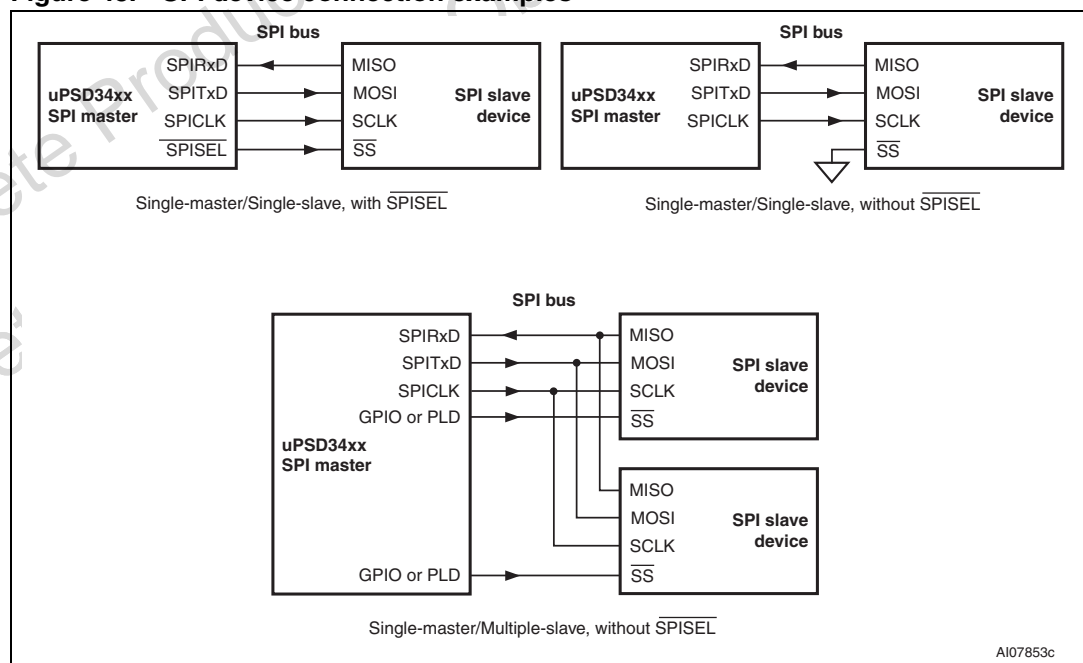 SPI bus
uPSD34xx
SPI master
SPIRxD
SPITxD
SPICLK
SPISEL
MISO
MOSI
SCLK
SS
SPI slave
device
Single-master/Single-slave, with SPISEL
SPI bus
uPSD34xx
SPI master
SPIRxD
SPITxD
SPICLK
MISO
MOSI
SCLK
SS
SPI slave
device
Single-master/Single-slave, without SPISEL
SPI bus
SPIRxD
SPITxD
SPICLK
GPIO or PLD
uPSD34xx
SPI master
GPIO or PLD
MISO
MOSI
SCLK
SS
SPI slave
device
MISO
MOSI
SCLK
SS
SPI slave
device
Single-master/Multiple-slave, without SPISEL
AI07853c